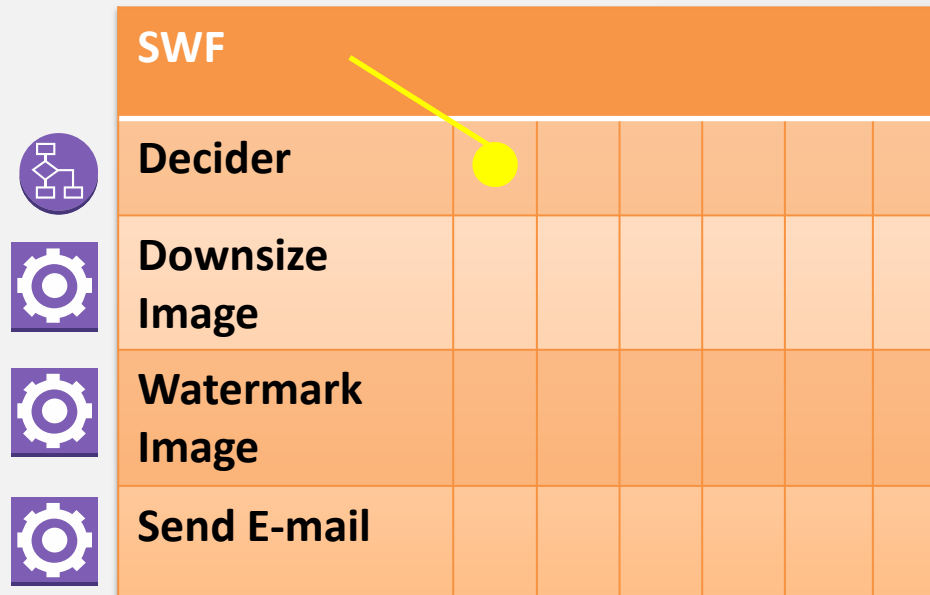 SWF
Decider
Downsize
Image
Watermark
Image
Send E-mail